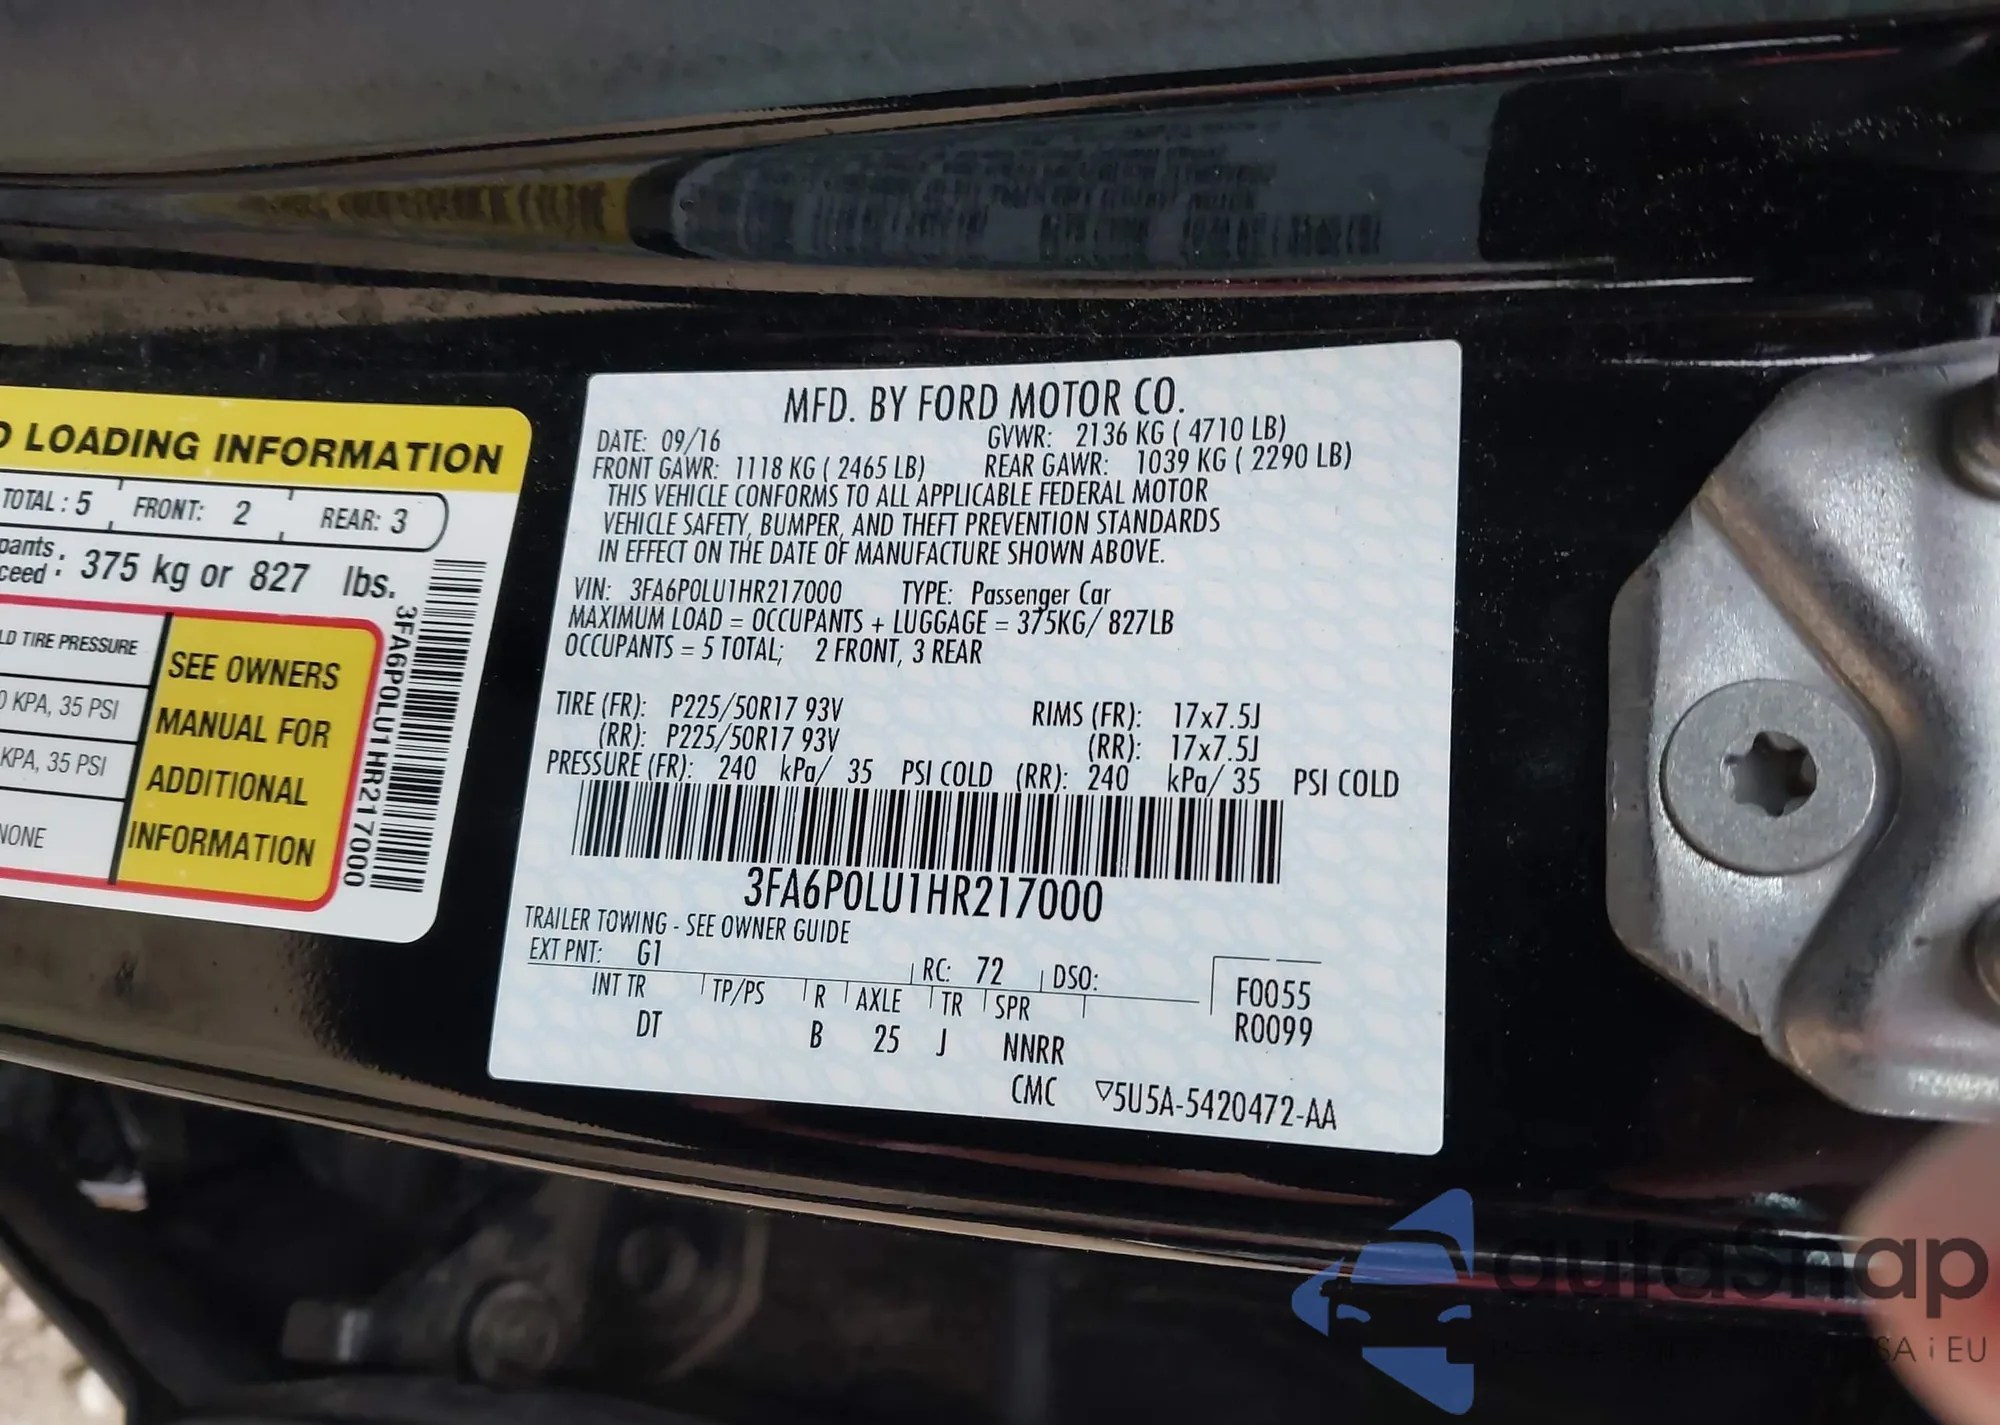 LOADING INFORMATION
TOTAL : 5 FRONT: 2 REAR: 3
375 kg or 827 lbs.
TIRE PRESSURE
KPA, 35 PSI
KPA, 35 PSI
NONE
SEE OWNERS
MANUAL FOR
ADDITIONAL
INFORMATION
3FA6P0LU1HR217000
MFD. BY FORD MOTOR CO.
DATE: 09/16 GVWR: 2136 KG ( 4710 LB)
FRONT GAWR: 1118 KG ( 2465 LB) REAR GAWR: 1039 KG ( 2290 LB)
THIS VEHICLE CONFORMS TO ALL APPLICABLE FEDERAL MOTOR
VEHICLE SAFETY, BUMPER, AND THEFT PREVENTION STANDARDS
IN EFFECT ON THE DATE OF MANUFACTURE SHOWN ABOVE.
VIN: 3FA6P0LU1HR217000 TYPE: Passenger Car
MAXIMUM LOAD = OCCUPANTS + LUGGAGE = 375KG/ 827LB
OCCUPANTS = 5 TOTAL; 2 FRONT, 3 REAR
TIRE (FR): P225/50R17 93V RIMS (FR): 17x7.5J
(RR): P225/50R17 93V (RR): 17x7.5J
PRESSURE (FR): 240 kPa/ 35 PSI COLD (RR): 240 kPa/ 35 PSI COLD
3FA6P0LU1HR217000
TRAILER TOWING - SEE OWNER GUIDE
EXT PNT: G1 RC: 72 DSO:
INT TR TP/PS R AXLE TR SPR
DT B 25 J NNRR
F0055
R0099
CMC ▽5U5A-5420472-AA
autoSnap
i EU